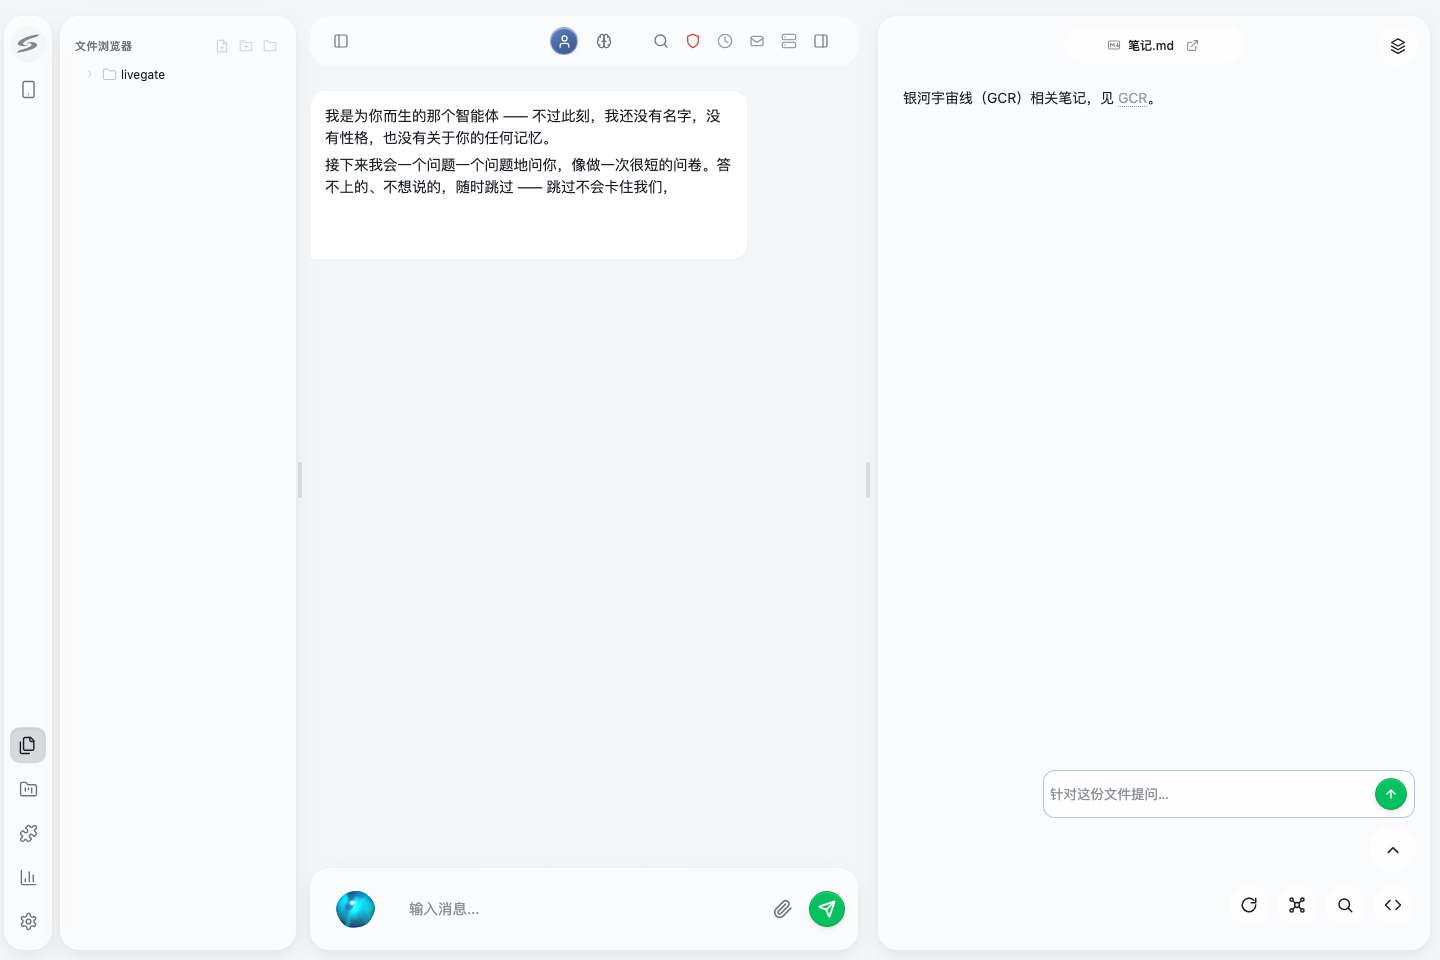 文件浏览器
livegate
我是为你而生的那个智能体 —— 不过此刻，我还没有名字，没
有性格，也没有关于你的任何记忆。
接下来我会一个问题一个问题地问你，像做一次很短的问卷。答
不上的、不想说的，随时跳过 —— 跳过不会卡住我们，
输入消息...
笔记.md
银河宇宙线（GCR）相关笔记，见 GCR。
针对这份文件提问...